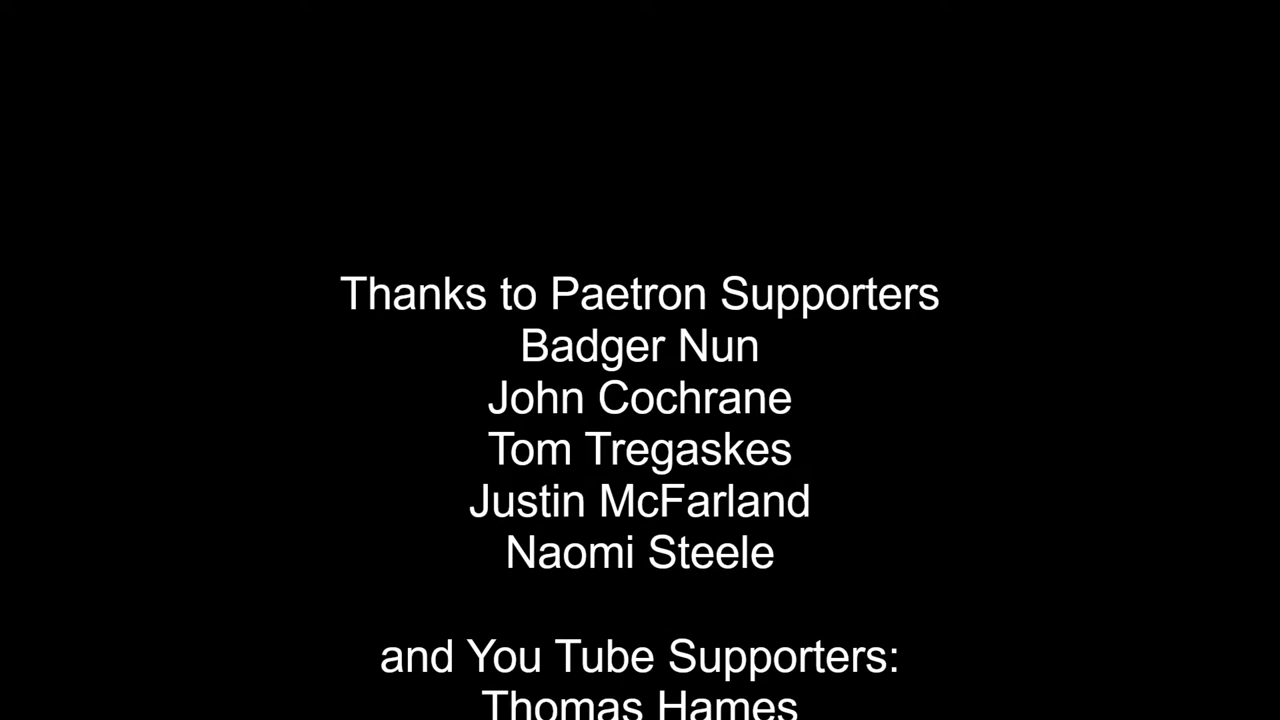 Thanks to Paetron Supporters
Badger Nun
John Cochrane
Tom Tregaskes
Justin McFarland
Naomi Steele
and You Tube Supporters:
Thomas Hames